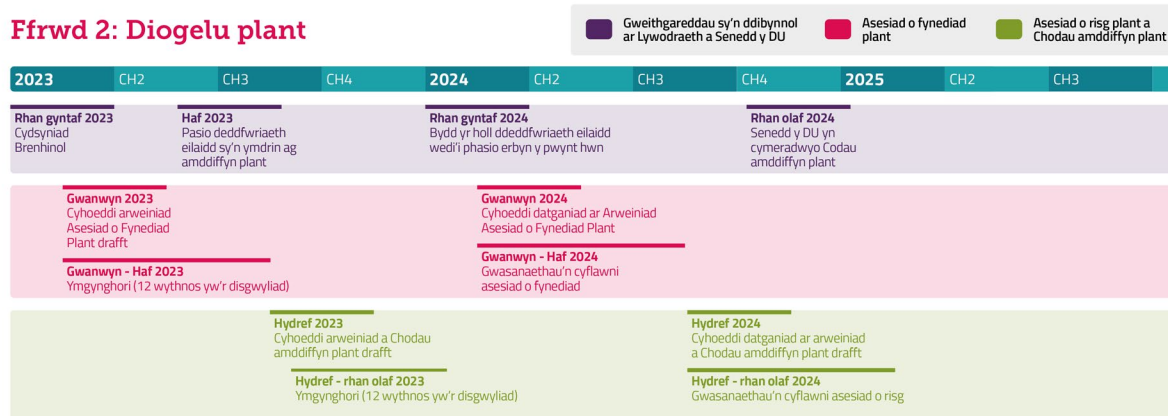 Ffrwd 2: Diogelu plant
Gweithgareddau sy'n ddibynnol
ar Lywodraeth a Senedd y DU
Asesiad o fynediad
plant
Asesiad o risg plant a
Chodau amddiffyn plant
2023 CH2 CH3 CH4 2024 CH2 CH3 CH4 2025 CH2 CH3
Rhan gyntaf 2023
Cydsyniad
Brenhinol
Haf 2023
Pasio deddfwriaeth
eilaidd sy'n ymdrin ag
amddiffyn plant
Rhan gyntaf 2024
Bydd yr holl ddeddfwriaeth eilaidd
wedi'i phasio erbyn y pwynt hwn
Rhan olaf 2024
Senedd y DU yn
cymeradwyo Codau
amddiffyn plant
Gwanwyn 2023
Cyhoeddi arweiniad
Asesiad o Fynediad
Plant drafft
Gwanwyn - Haf 2023
Ymgynghori (12 wythnos yw'r disgwyliad)
Gwanwyn 2024
Cyhoeddi datganiad ar Arweiniad
Asesiad o Fynediad Plant
Gwanwyn - Haf 2024
Gwasanaethau'n cyflawni
asesiad o fynediad
Hydref 2023
Cyhoeddi arweiniad a Chodau
amddiffyn plant drafft
Hydref - rhan olaf 2023
Ymgynghori (12 wythnos yw'r disgwyliad)
Hydref 2024
Cyhoeddi datganiad ar arweiniad
a Chodau amddiffyn plant drafft
Hydref - rhan olaf 2024
Gwasanaethau'n cyflawni asesiad o risg